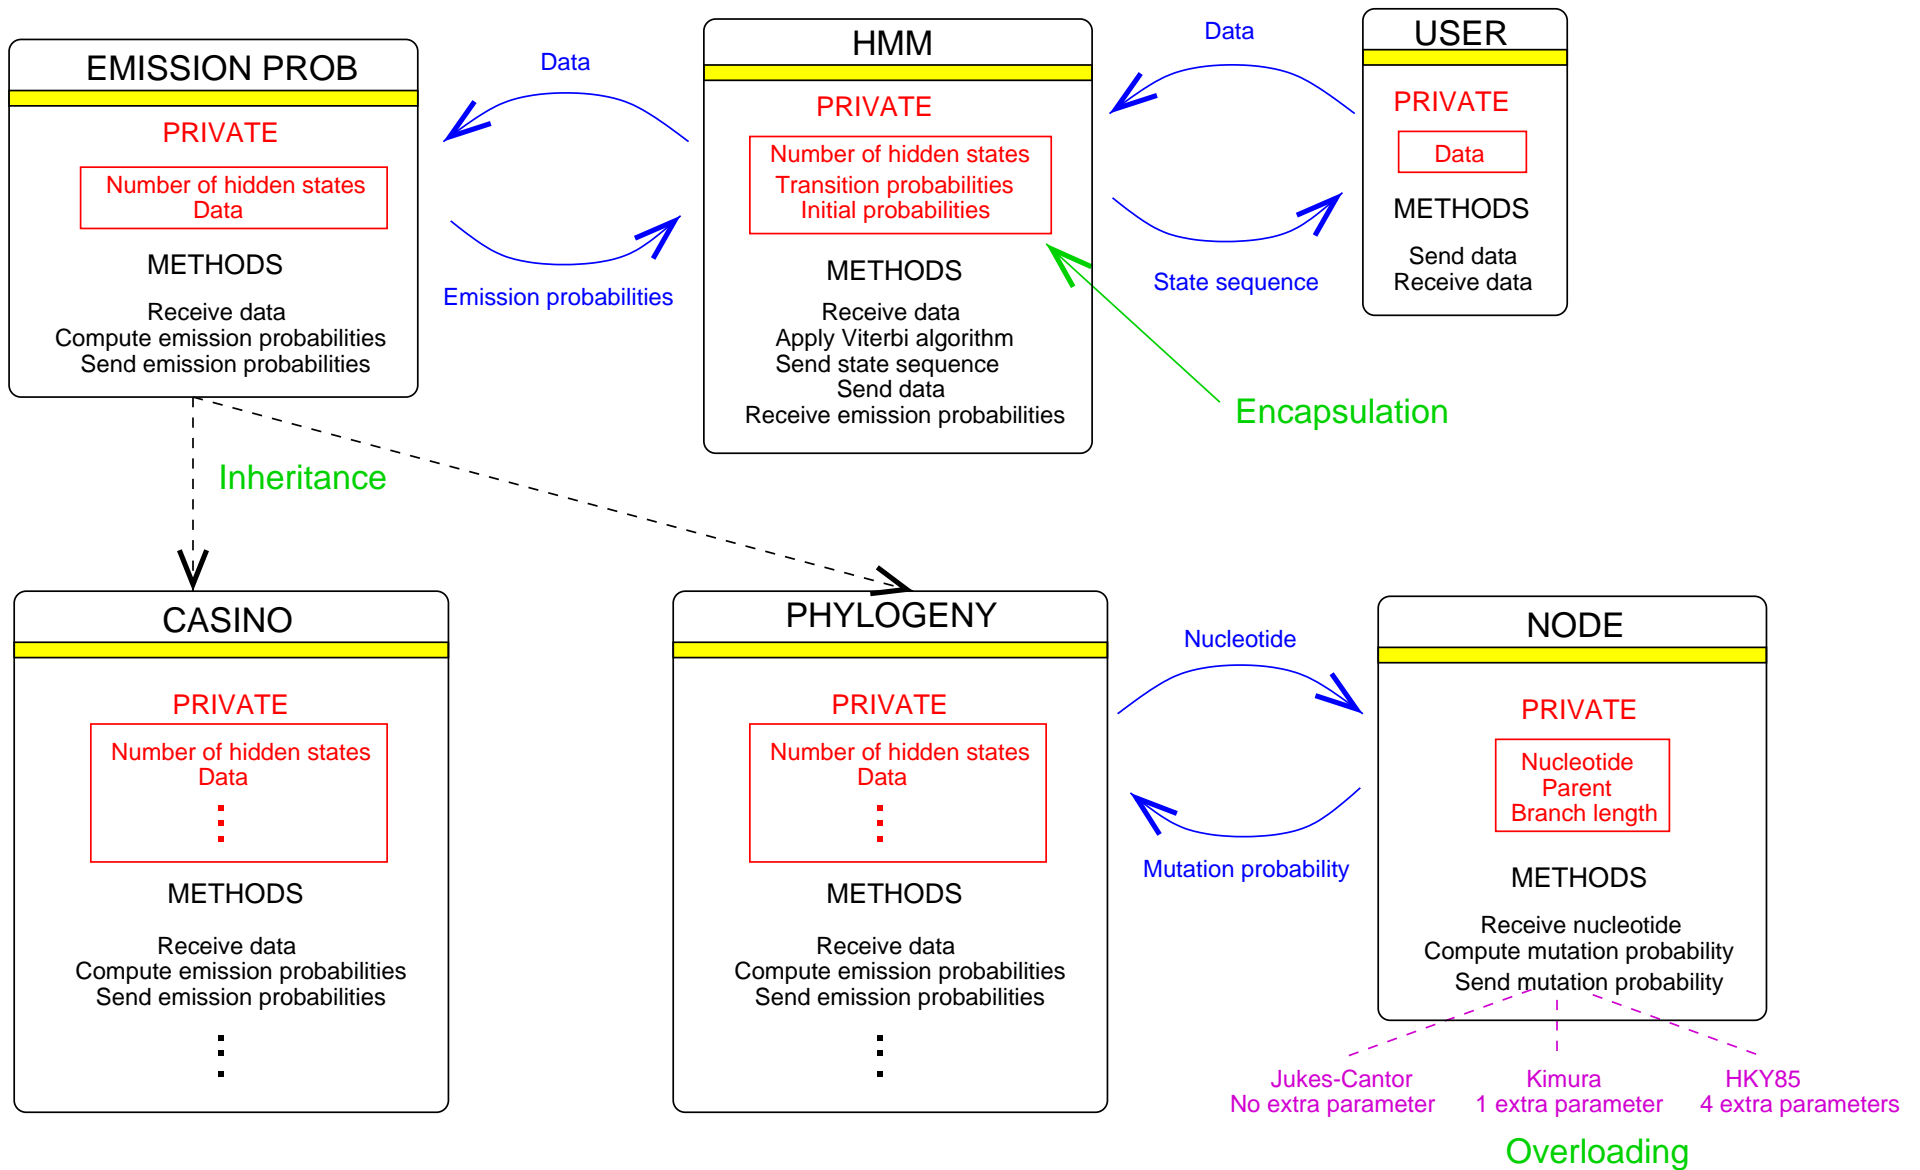 EMISSION PROB
PRIVATE
Number of hidden states
Data
METHODS
Receive data
Compute emission probabilities
Send emission probabilities
Data
Emission probabilities
HMM
PRIVATE
Number of hidden states
Transition probabilities
Initial probabilities
METHODS
Receive data
Apply Viterbi algorithm
Send state sequence
Send data
Receive emission probabilities
Data
State sequence
USER
PRIVATE
Data
METHODS
Send data
Receive data
Encapsulation
Inheritance
CASINO
PRIVATE
Number of hidden states
Data
METHODS
Receive data
Compute emission probabilities
Send emission probabilities
PHYLOGENY
PRIVATE
Number of hidden states
Data
METHODS
Receive data
Compute emission probabilities
Send emission probabilities
Nucleotide
Mutation probability
NODE
PRIVATE
Nucleotide
Parent
Branch length
METHODS
Receive nucleotide
Compute mutation probability
Send mutation probability
Jukes-Cantor
No extra parameter
Kimura
1 extra parameter
HKY85
4 extra parameters
Overloading